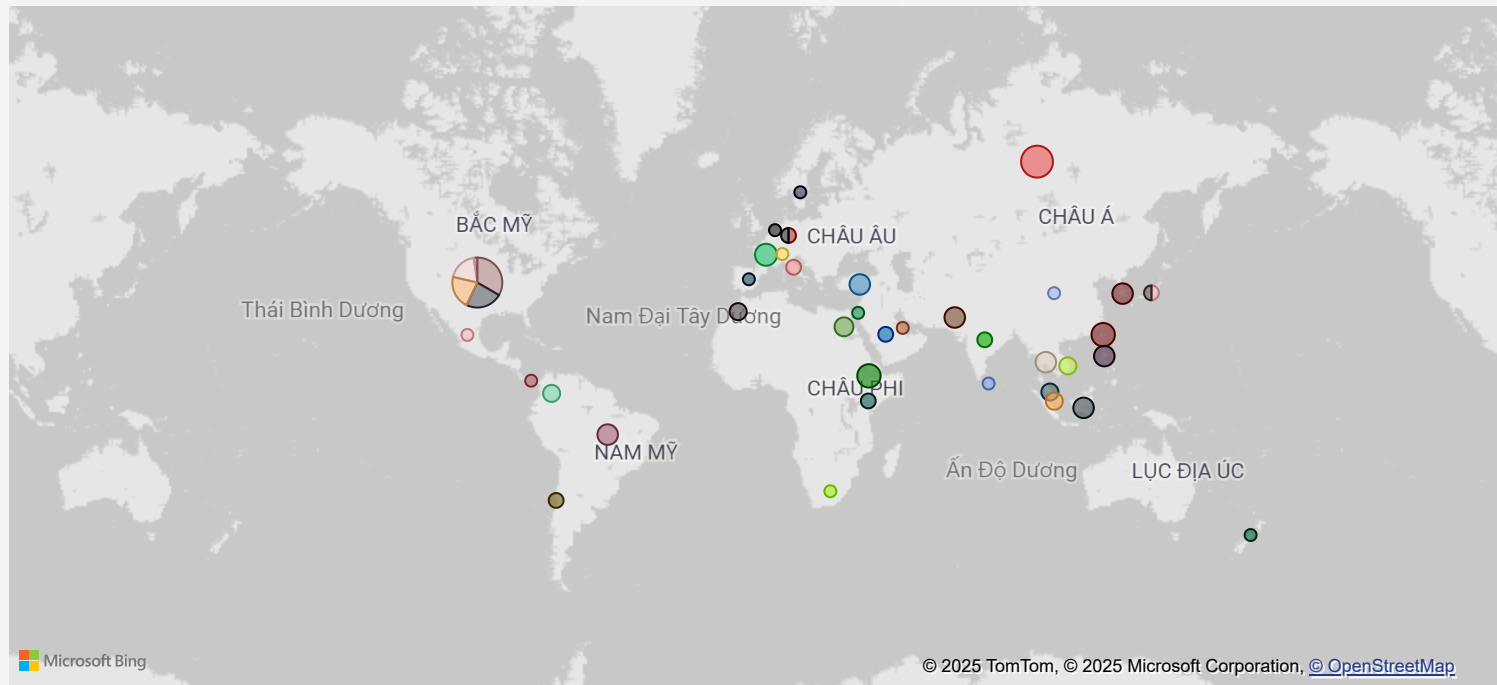 CHÂU Á
BẮC MỸ
CHÂU ÂU
Thái Bình Dương
Nam Đại Tây Dương
CHÂU PHI
NAM MỸ
Ấn Độ Dương
LỤC ĐỊA ÚC
Microsoft Bing
© 2025 TomTom, © 2025 Microsoft Corporation, © OpenStreetMap